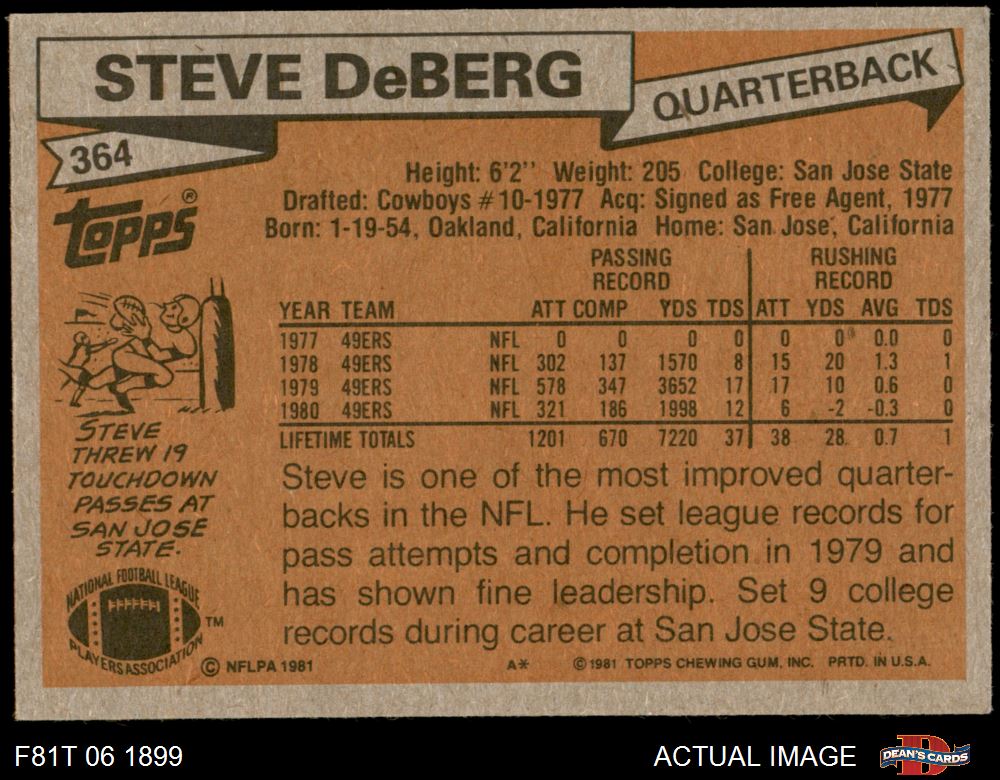 STEVE DeBERG
QUARTERBACK
364
TOPPS®
Height: 6'2'' Weight: 205 College: San Jose State
Drafted: Cowboys #10-1977 Acq: Signed as Free Agent, 1977
Born: 1-19-54, Oakland, California Home: San Jose, California
PASSING RECORD RUSHING RECORD
YEAR TEAM ATT COMP YDS TDS ATT YDS AVG TDS
1977 49ERS NFL 0 0 0 0 0 0 0.0 0
1978 49ERS NFL 302 137 1570 8 15 20 1.3 1
1979 49ERS NFL 578 347 3652 17 17 10 0.6 0
1980 49ERS NFL 321 186 1998 12 6 -2 -0.3 0
LIFETIME TOTALS 1201 670 7220 37 38 28 0.7 1
STEVE
THREW 19
TOUCHDOWN
PASSES AT
SAN JOSE
STATE.
Steve is one of the most improved quarter-
backs in the NFL. He set league records for
pass attempts and completion in 1979 and
has shown fine leadership. Set 9 college
records during career at San Jose State.
NATIONAL FOOTBALL LEAGUE
PLAYERS ASSOCIATION
TM
© NFLPA 1981 A* © 1981 TOPPS CHEWING GUM, INC. PRTD. IN U.S.A.
F81T 06 1899 ACTUAL IMAGE DEAN'S CARDS